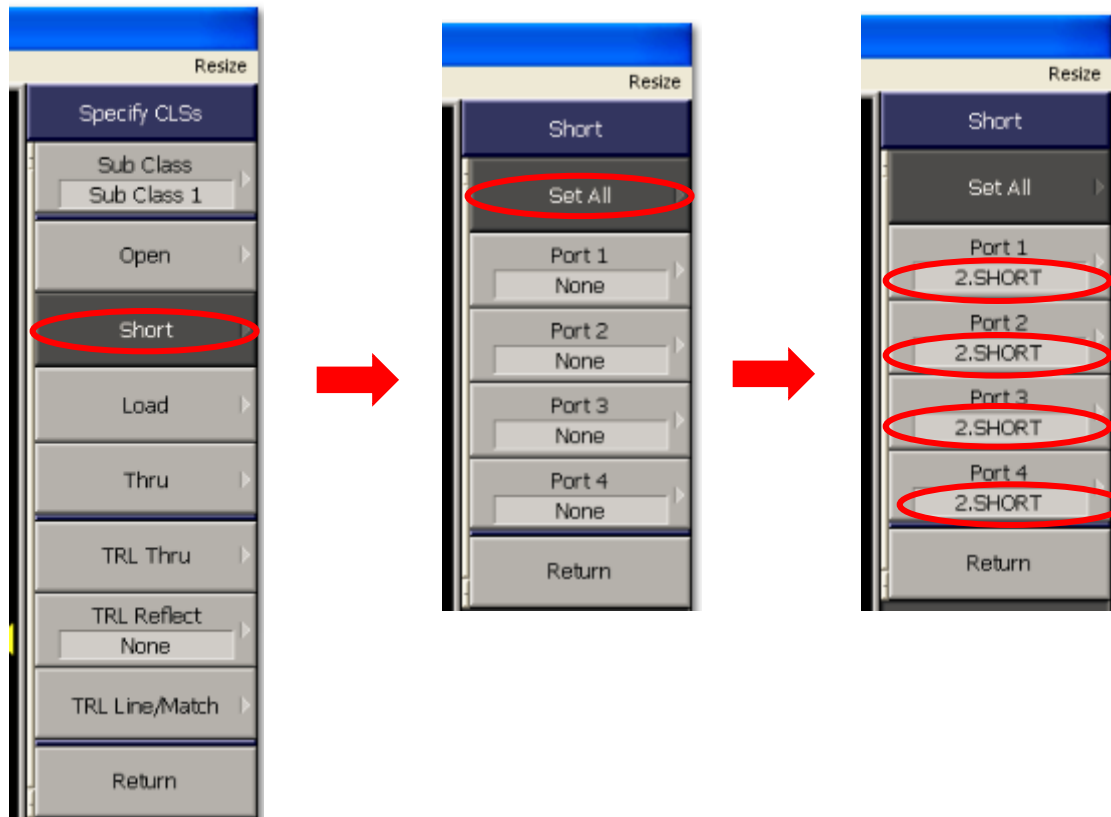 Resize
Specify CLSs
Sub Class
Sub Class 1
Open
Short
Load
Thru
TRL Thru
TRL Reflect
None
TRL Line/Match
Return
Resize
Short
Set All
Port 1
None
Port 2
None
Port 3
None
Port 4
None
Return
Resize
Short
Set All
Port 1
2.SHORT
Port 2
2.SHORT
Port 3
2.SHORT
Port 4
2.SHORT
Return